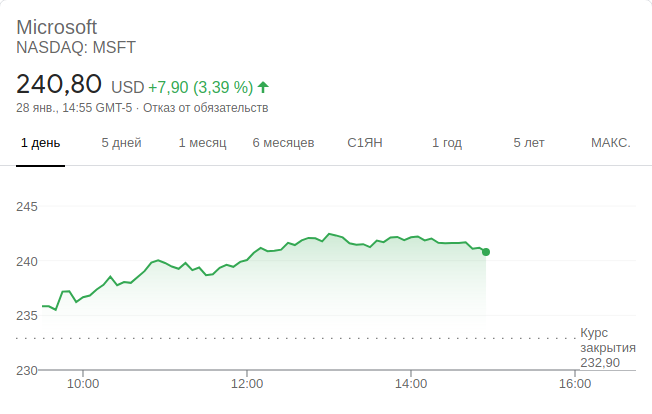 Microsoft
NASDAQ: MSFT
240,80 USD +7,90 (3,39 %)
28 янв., 14:55 GMT-5 · Отказ от обязательств
1 день 5 дней 1 месяц 6 месяцев С1ЯН 1 год 5 лет МАКС.
245
240
235
Курс
закрытия
232,90
230
10:00 12:00 14:00 16:00